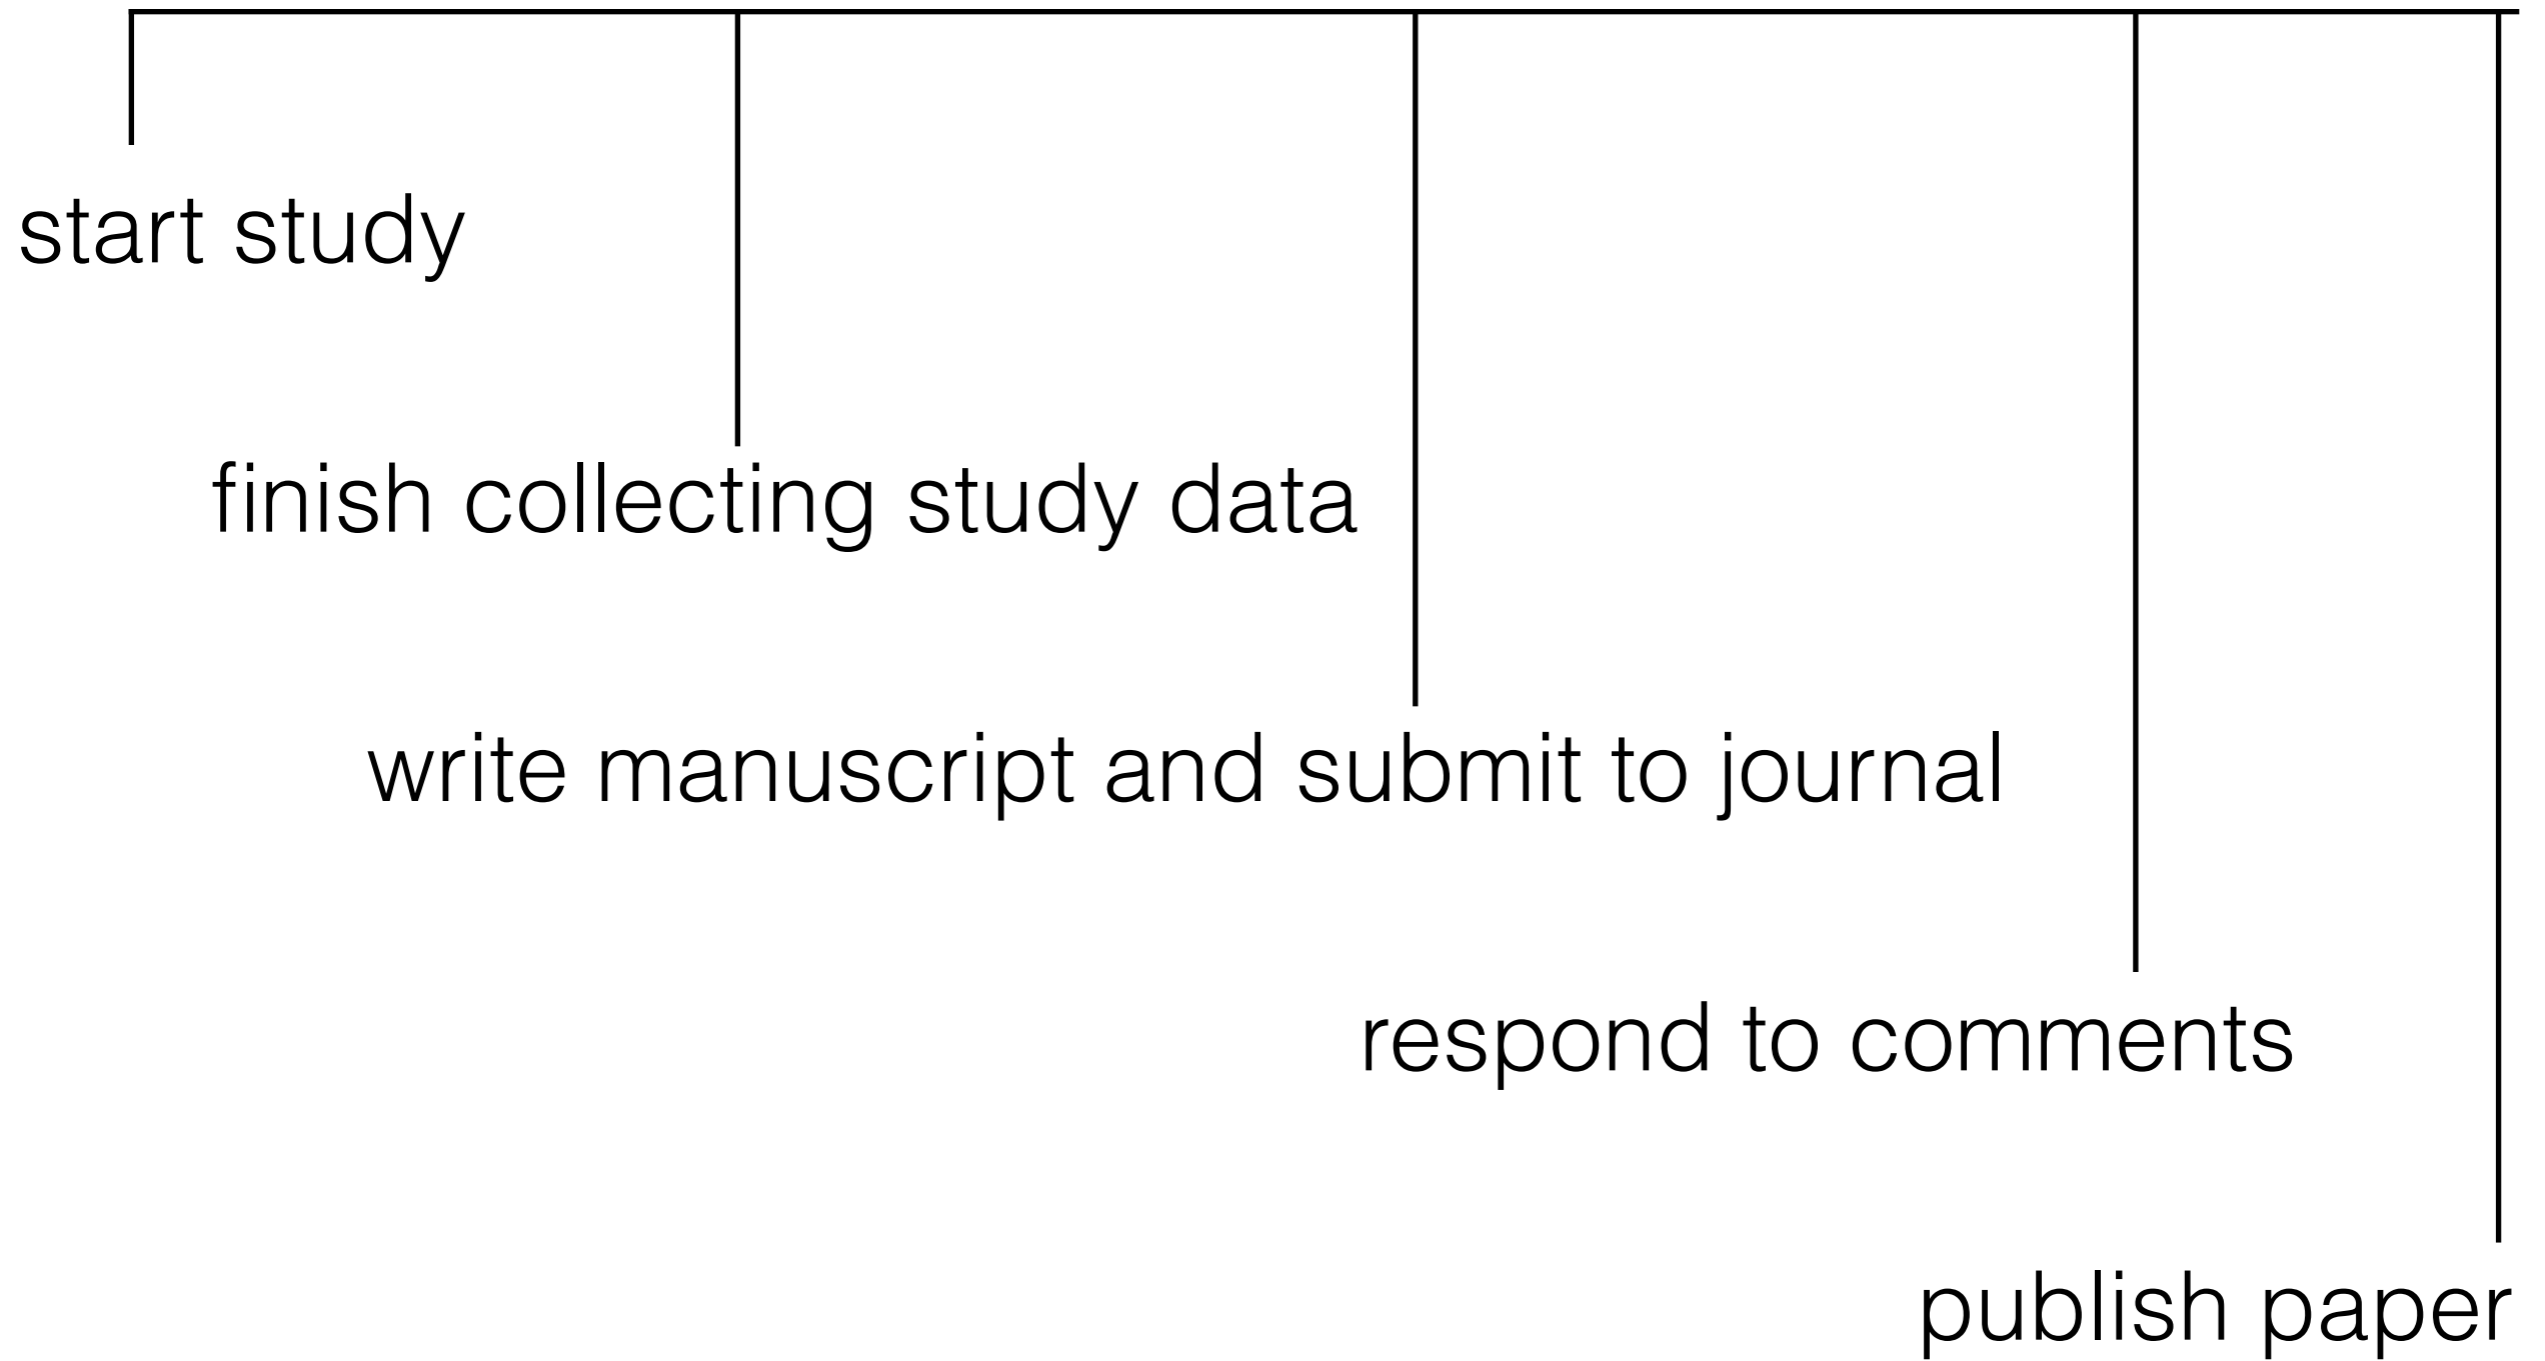 start study
finish collecting study data
write manuscript and submit to journal
respond to comments
publish paper